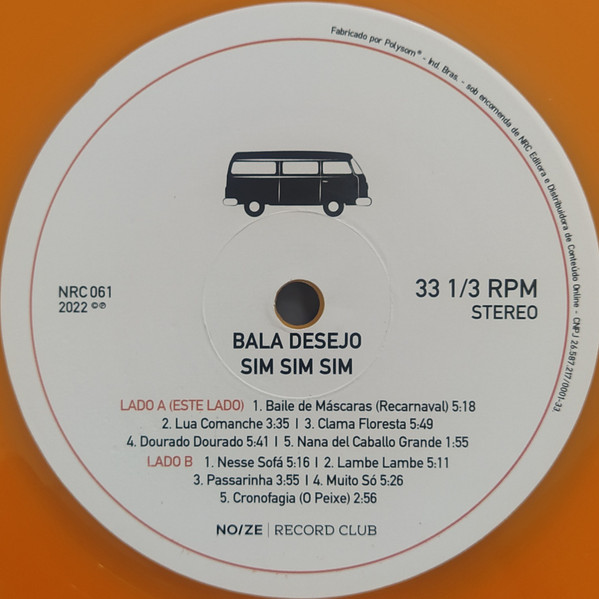 Fabricado por Polysom® - Ind. Bras. - sob encomenda de NRC Editora e Distribuidora de Conteúdo Online - CNPJ 26.587.217/0001-33.
NRC 061
2022 ©℗
33 1/3 RPM
STEREO
BALA DESEJO
SIM SIM SIM
LADO A (ESTE LADO) 1. Baile de Máscaras (Recarnaval) 5:18
2. Lua Comanche 3:35 | 3. Clama Floresta 5:49
4. Dourado Dourado 5:41 | 5. Nana del Caballo Grande 1:55
LADO B 1. Nesse Sofá 5:16 | 2. Lambe Lambe 5:11
3. Passarinha 3:55 | 4. Muito Só 5:26
5. Cronofagia (O Peixe) 2:56
NO/ZE | RECORD CLUB